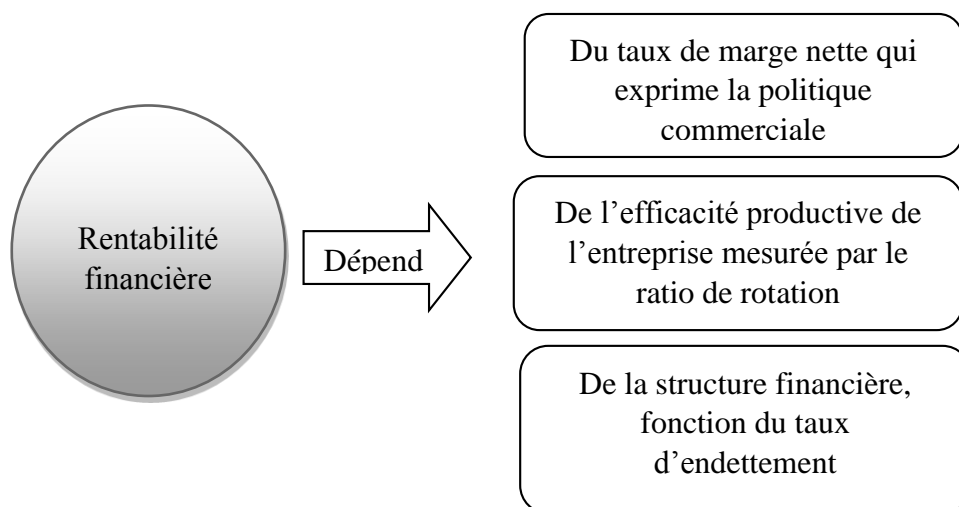 Rentabilité
financière
Dépend
Du taux de marge nette qui
exprime la politique
commerciale
De l’efficacité productive de
l’entreprise mesurée par le
ratio de rotation
De la structure financière,
fonction du taux
d’endettement